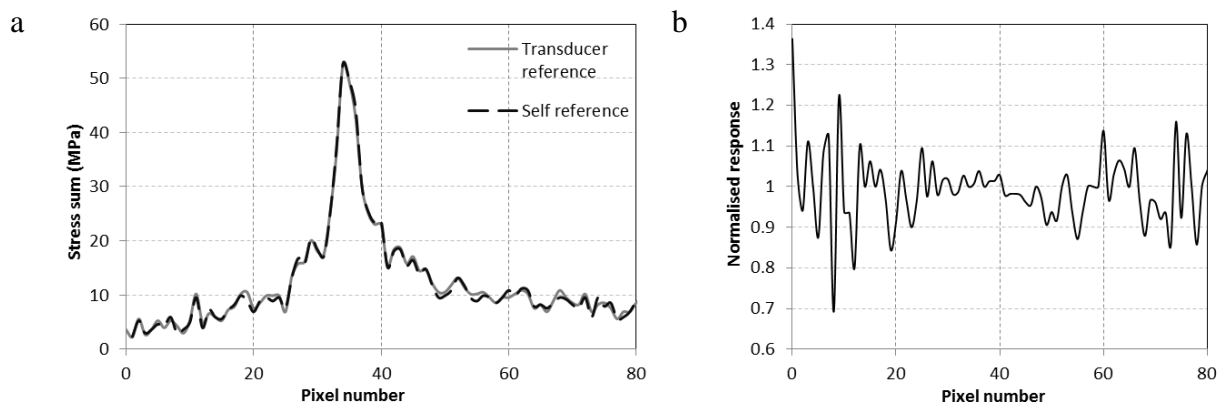 a
60
50
40
30
20
10
0
Stress sum (MPa)
Transducer
reference
Self reference
0 20 40 60 80
Pixel number
b
1.4
1.3
1.2
1.1
1
0.9
0.8
0.7
0.6
Normalised response
0 20 40 60 80
Pixel number